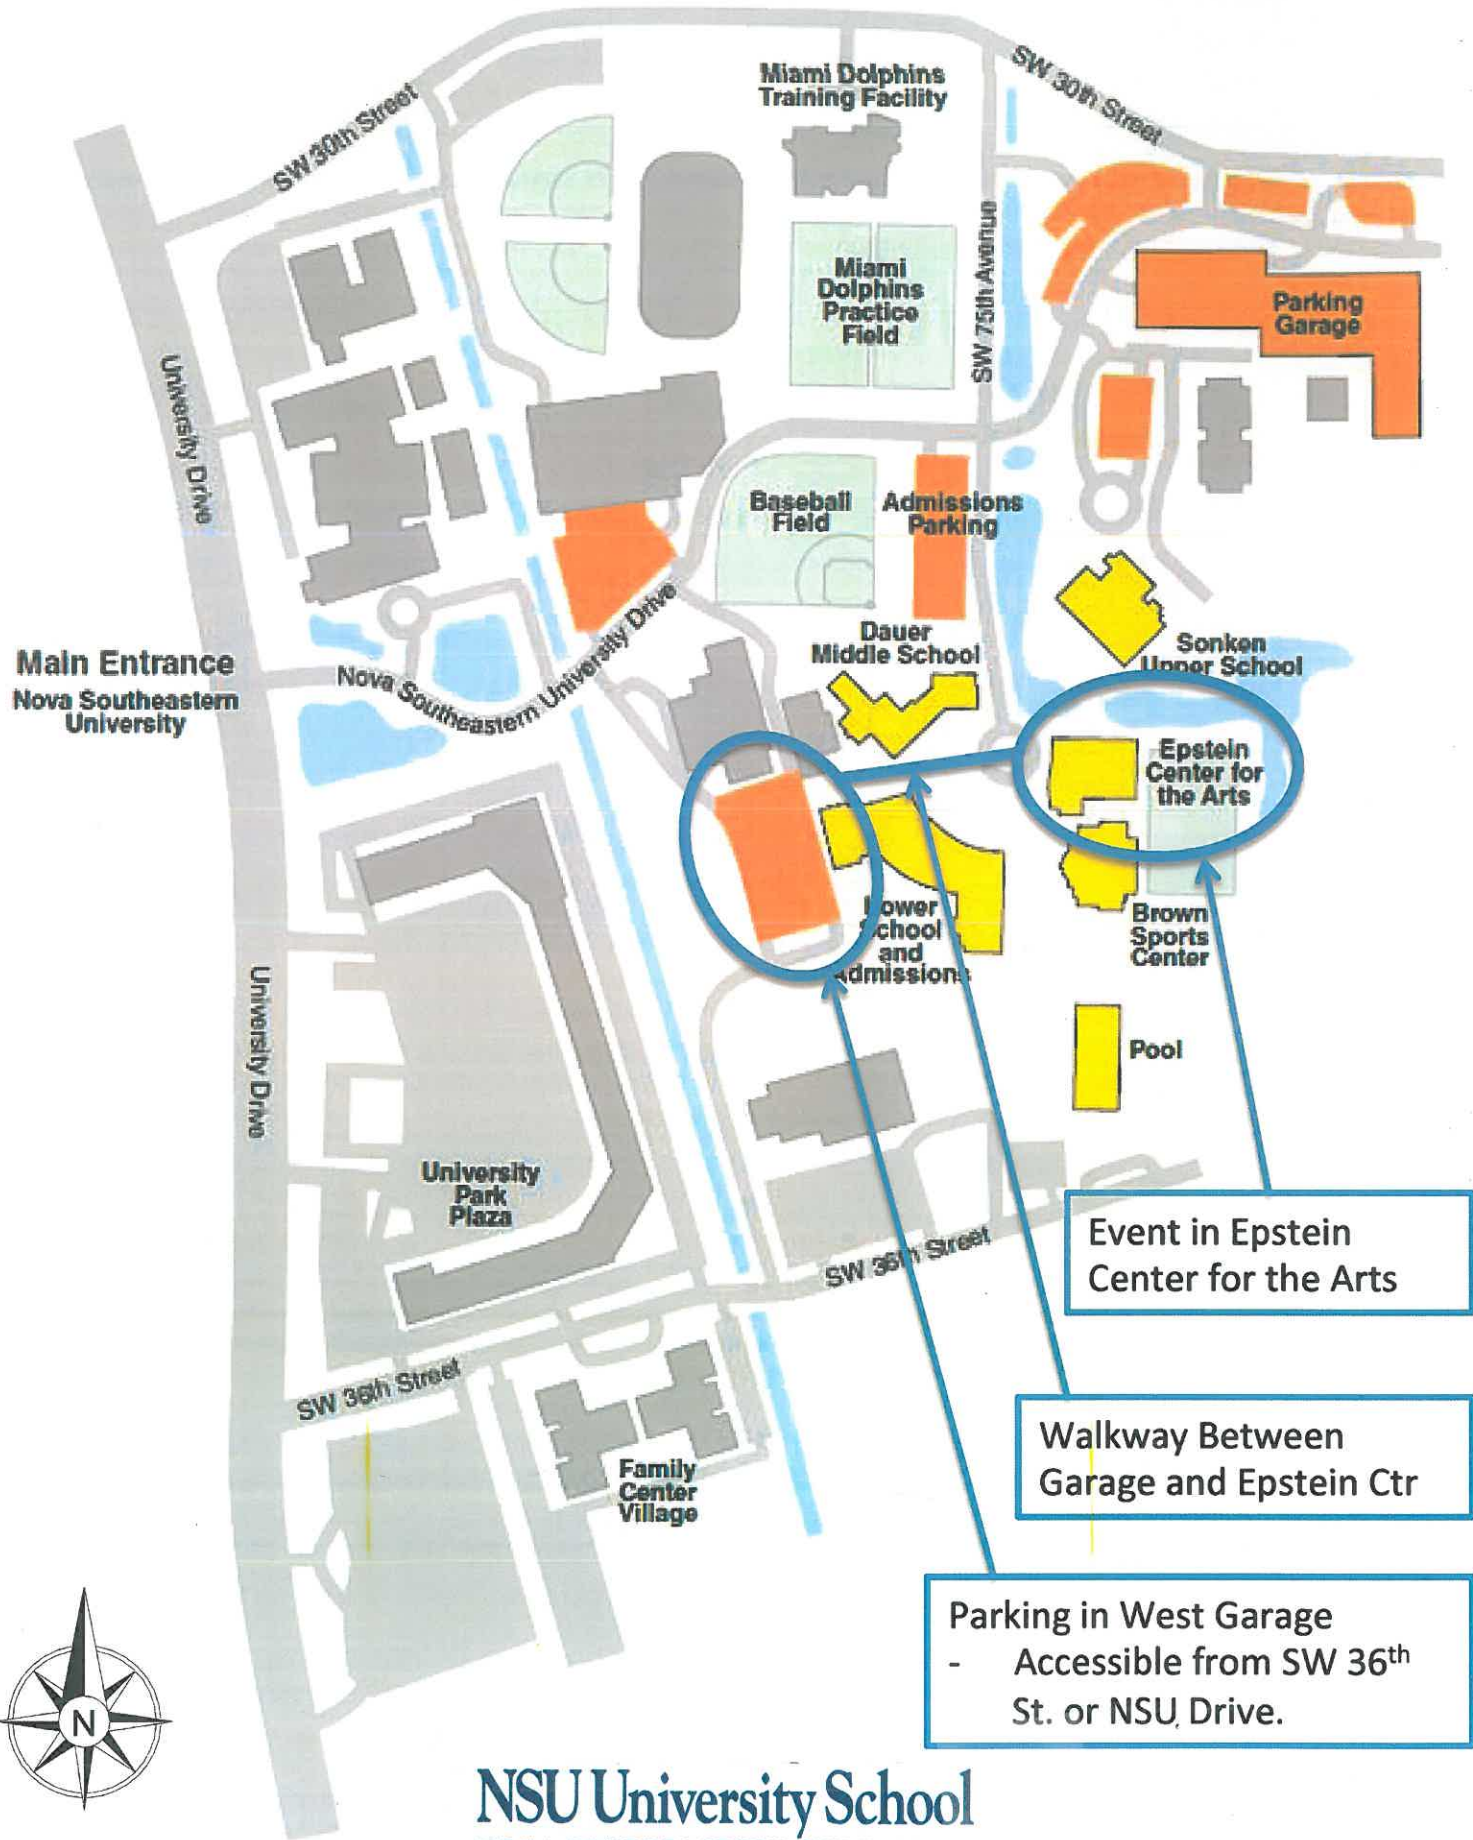 SW 30th Street
SW 30th Street
Miami Dolphins
Training Facility
SW 75th Avenue
Miami
Dolphins
Practice
Field
Parking
Garage
University Drive
Baseball
Field
Admissions
Parking
Dauer
Middle School
Sonken
Upper School
Main Entrance
Nova Southeastern
University
Nova Southeastern University Drive
Epstein
Center for
the Arts
Lower
School
and
Admissions
Brown
Sports
Center
University Drive
Pool
University
Park
Plaza
SW 36th Street
Event in Epstein
Center for the Arts
SW 36th Street
Walkway Between
Garage and Epstein Ctr
Family
Center
Village
Parking in West Garage
- Accessible from SW 36th
St. or NSU Drive.
N
NSU University School